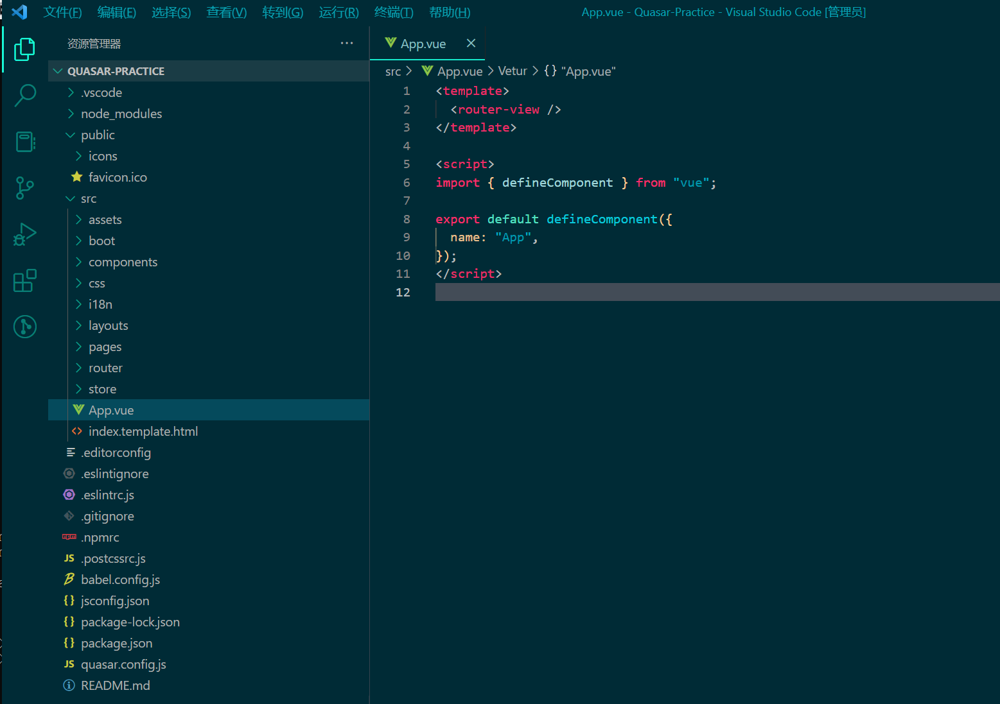 文件(F) 编辑(E) 选择(S) 查看(V) 转到(G) 运行(R) 终端(T) 帮助(H) App.vue - Quasar-Practice - Visual Studio Code [管理员]
资源管理器
QUASAR-PRACTICE
.vscode
node_modules
public
icons
favicon.ico
src
assets
boot
components
css
i18n
layouts
pages
router
store
App.vue
index.template.html
.editorconfig
.eslintignore
.eslintrc.js
.gitignore
.npmrc
JS .postcssrc.js
babel.config.js
{} jsconfig.json
{} package-lock.json
{} package.json
JS quasar.config.js
README.md
App.vue
src > App.vue > Vetur > {} "App.vue"
1 <template>
2   <router-view />
3 </template>
4
5 <script>
6 import { defineComponent } from "vue";
7
8 export default defineComponent({
9   name: "App",
10 });
11 </script>
12